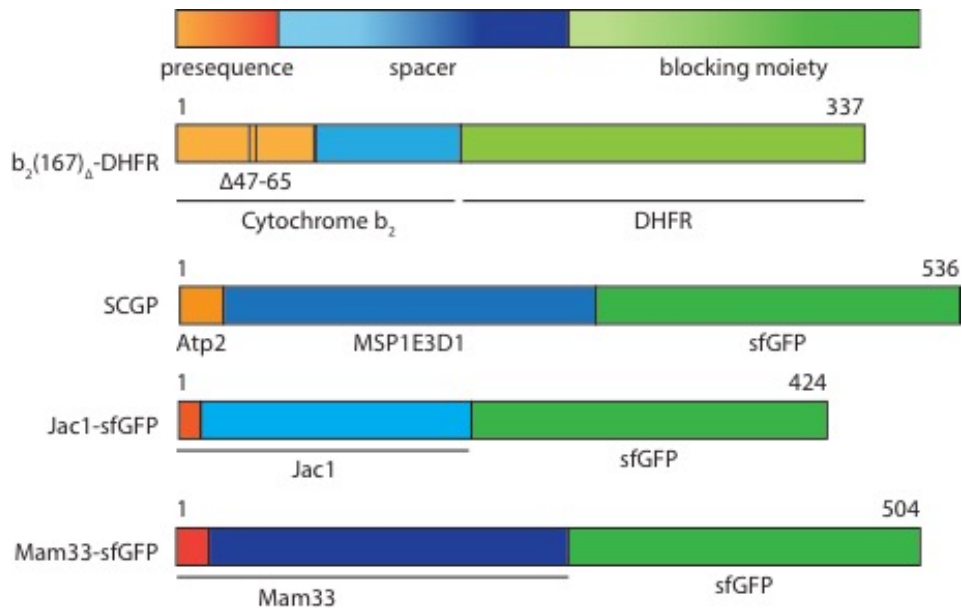 presequence spacer blocking moiety
1 337
b₂(167)Δ-DHFR
Δ47-65
Cytochrome b₂ DHFR
1 536
SCGP
Atp2 MSP1E3D1 sfGFP
1 424
Jac1-sfGFP
Jac1 sfGFP
1 504
Mam33-sfGFP
Mam33 sfGFP